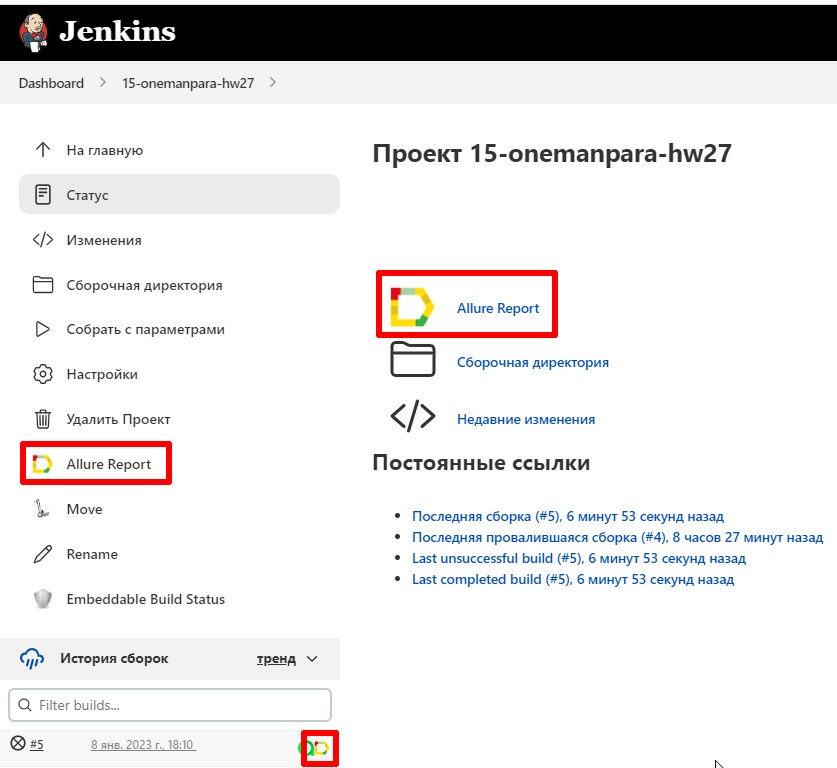 Jenkins
Dashboard
15-onemanpara-hw27
На главную
Статус
Изменения
Сборочная директория
Собрать с параметрами
Настройки
Удалить Проект
Allure Report
Move
Rename
Embeddable Build Status
История сборок
тренд
Filter builds...
#5 8 янв. 2023 г., 18:10
Проект 15-onemanpara-hw27
Allure Report
Сборочная директория
Недавние изменения
Постоянные ссылки
Последняя сборка (#5), 6 минут 53 секунд назад
Последняя провалившаяся сборка (#4), 8 часов 27 минут назад
Last unsuccessful build (#5), 6 минут 53 секунд назад
Last completed build (#5), 6 минут 53 секунд назад